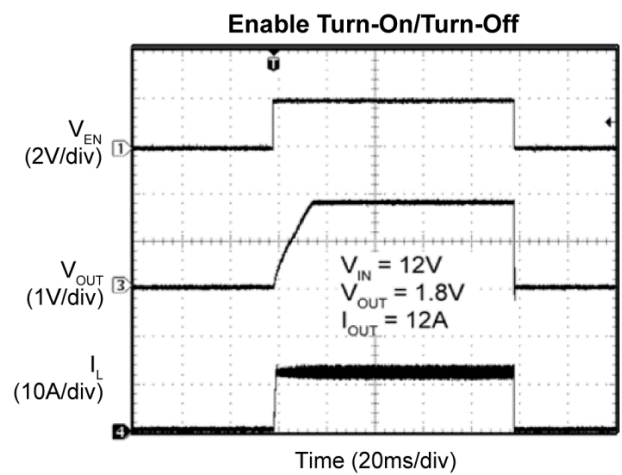 Enable Turn-On/Turn-Off
T
V_EN
(2V/div)
1
V_OUT
(1V/div)
3
V_IN = 12V
V_OUT = 1.8V
I_OUT = 12A
I_L
(10A/div)
4
Time (20ms/div)